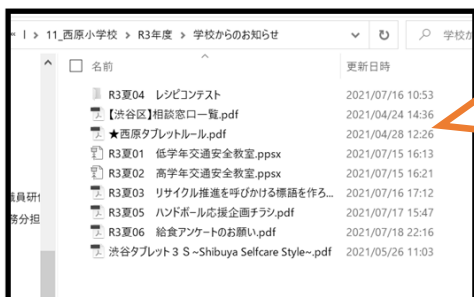 « l › 11_西原小学校 › R3年度 › 学校からのお知らせ
学校か
名前 更新日時
R3夏04 レシピコンテスト 2021/07/16 10:53
【渋谷区】相談窓口一覧.pdf 2021/04/24 14:36
★西原タブレットルール.pdf 2021/04/28 12:26
R3夏01 低学年交通安全教室.ppsx 2021/07/15 16:13
R3夏02 高学年交通安全教室.ppsx 2021/07/15 16:21
R3夏03 リサイクル推進を呼びかける標語を作ろ... 2021/07/16 17:12
職員研修
R3夏05 ハンドボール応援企画チラシ.pdf 2021/07/17 15:47
務分担
R3夏06 給食アンケートのお願い.pdf 2021/07/18 22:16
渋谷タブレット３Ｓ~Shibuya Selfcare Style~.pdf 2021/05/26 11:03